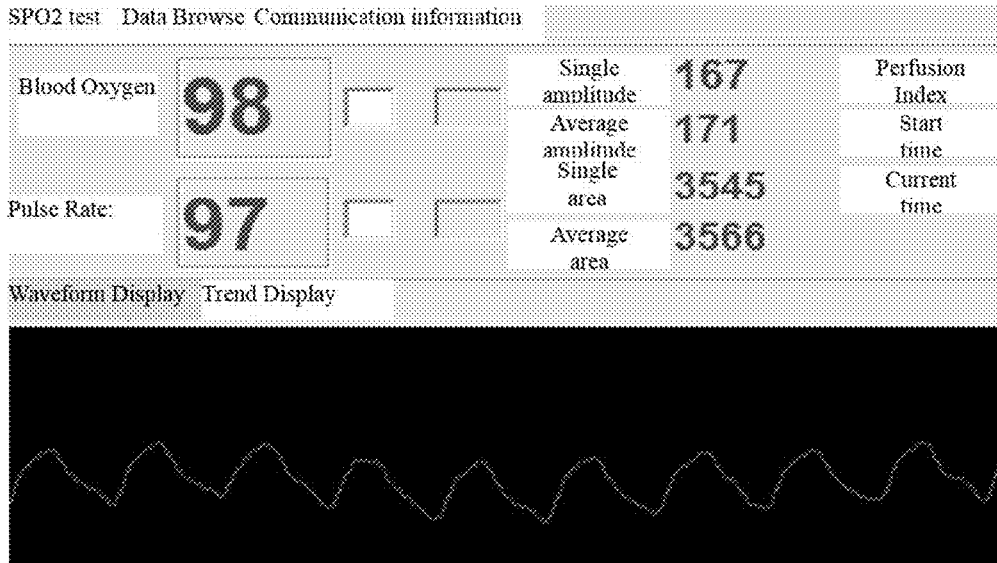 SPO2 test Data Browse Communication information
Blood Oxygen
98
Single
amplitude
167
Perfusion
Index
Average
amplitude
171
Start
time
Pulse Rate:
97
Single
area
3545
Current
time
Average
area
3566
Waveform Display Trend Display